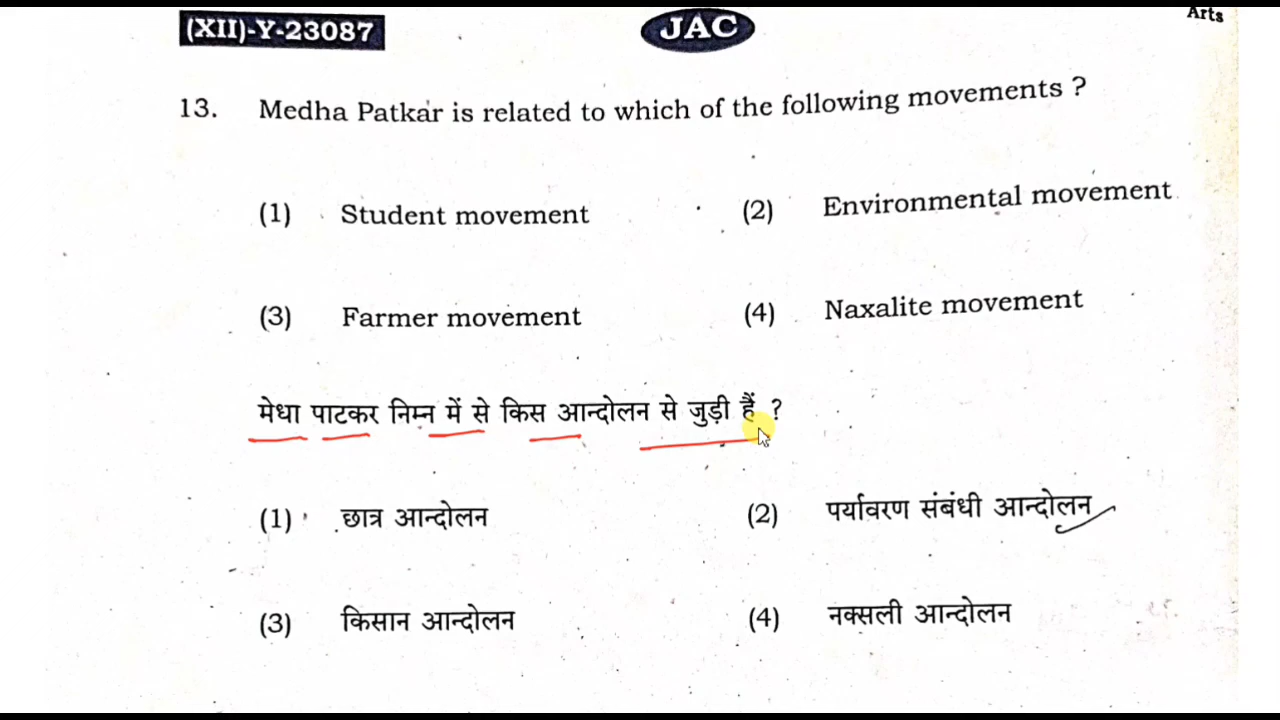 (XII)-Y-23087 JAC Arts
13. Medha Patkar is related to which of the following movements ?
(1) Student movement (2) Environmental movement
(3) Farmer movement (4) Naxalite movement
मेधा पाटकर निम्न में से किस आन्दोलन से जुड़ी हैं ?
(1) छात्र आन्दोलन (2) पर्यावरण संबंधी आन्दोलन
(3) किसान आन्दोलन (4) नक्सली आन्दोलन